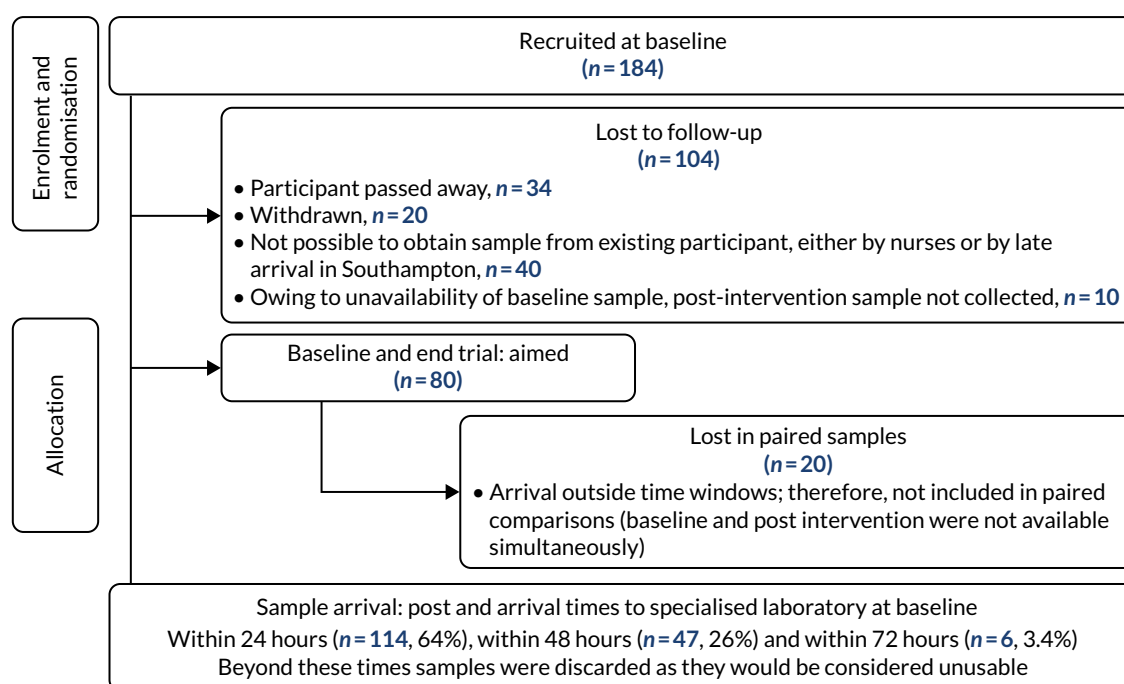 Enrolment and
randomisation
Recruited at baseline
(n=184)
Lost to follow-up
(n=104)
• Participant passed away, n=34
• Withdrawn, n=20
• Not possible to obtain sample from existing participant, either by nurses or by late
arrival in Southampton, n=40
• Owing to unavailability of baseline sample, post-intervention sample not collected, n=10
Allocation
Baseline and end trial: aimed
(n=80)
Lost in paired samples
(n=20)
• Arrival outside time windows; therefore, not included in paired
comparisons (baseline and post intervention were not available
simultaneously)
Sample arrival: post and arrival times to specialised laboratory at baseline
Within 24 hours (n=114, 64%), within 48 hours (n=47, 26%) and within 72 hours (n=6, 3.4%)
Beyond these times samples were discarded as they would be considered unusable